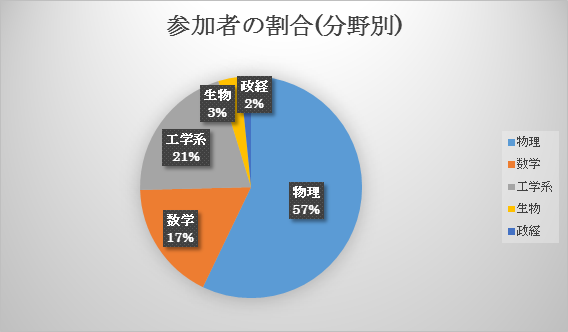 参加者の割合(分野別)
政経
2%
生物
3%
工学系
21%
物理
57%
数学
17%
物理
数学
工学系
生物
政経